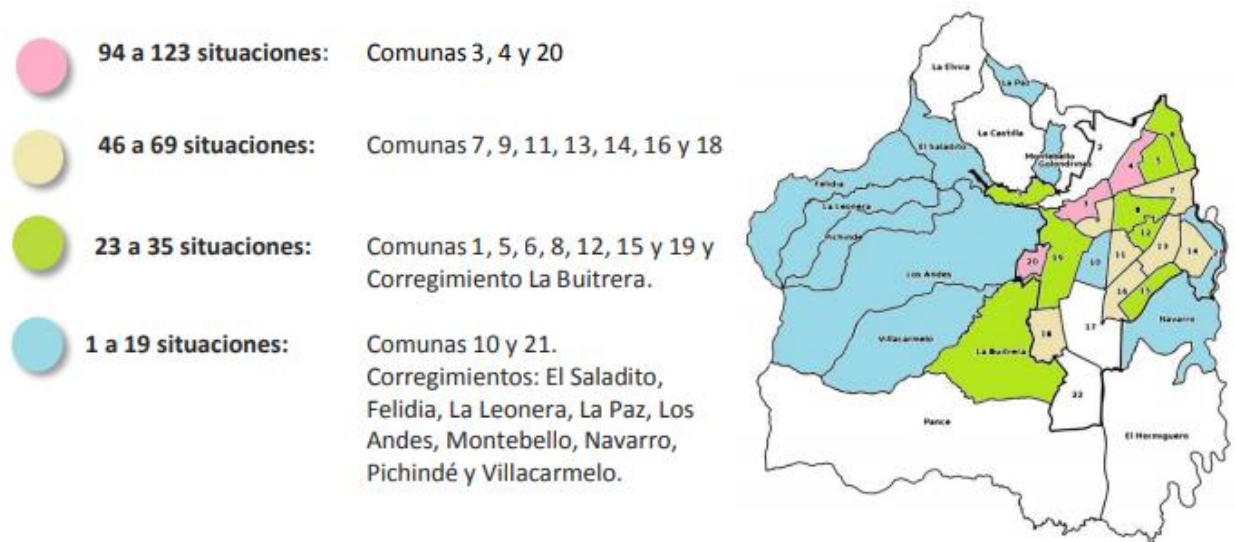 94 a 123 situaciones: Comunas 3, 4 y 20
46 a 69 situaciones: Comunas 7, 9, 11, 13, 14, 16 y 18
23 a 35 situaciones: Comunas 1, 5, 6, 8, 12, 15 y 19 y
Corregimiento La Buitrera.
1 a 19 situaciones: Comunas 10 y 21.
Corregimientos: El Saladito,
Felidia, La Leonera, La Paz, Los
Andes, Montebello, Navarro,
Pichindé y Villacarmelo.
La Elvira
La Paz
La Castilla
2
El Saladito
Montebello
Golondrinas
6
4
5
Felidia
7
La Leonera
3
8
Pichinde
12
20
19
10
11
13
14
Los Andes
16
15
Navarro
17
18
Villacarmelo
La Buitrera
22
Pance
El Hormiguero